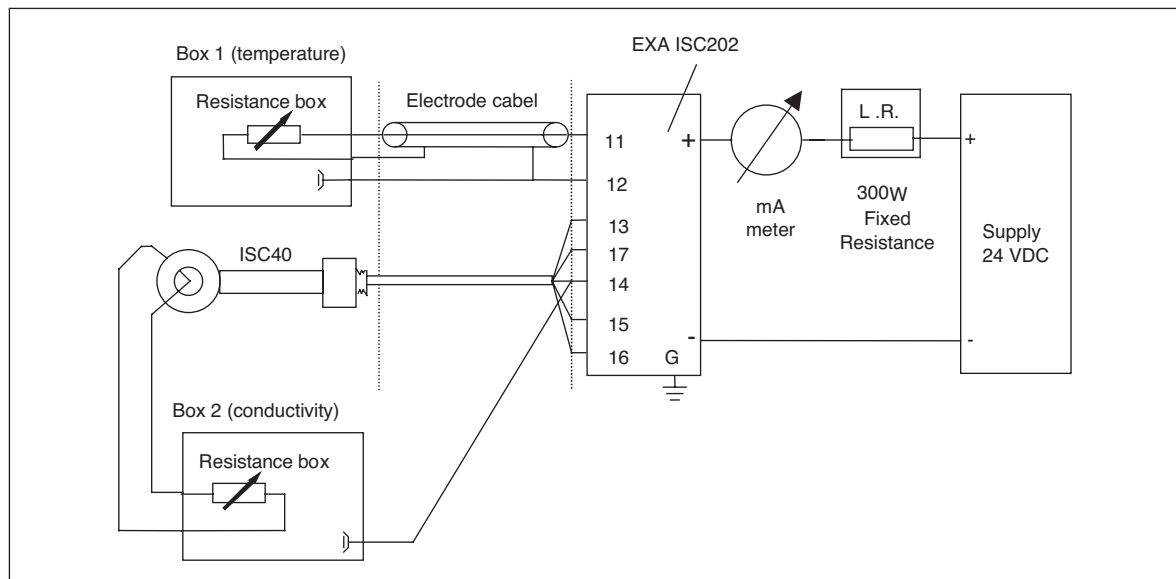 Box 1 (temperature)
Resistance box
Electrode cabel
EXA ISC202
11
12
13
17
14
15
16
+
-
G
mA
meter
L .R.
300W
Fixed
Resistance
+
Supply
24 VDC
-
ISC40
Box 2 (conductivity)
Resistance box